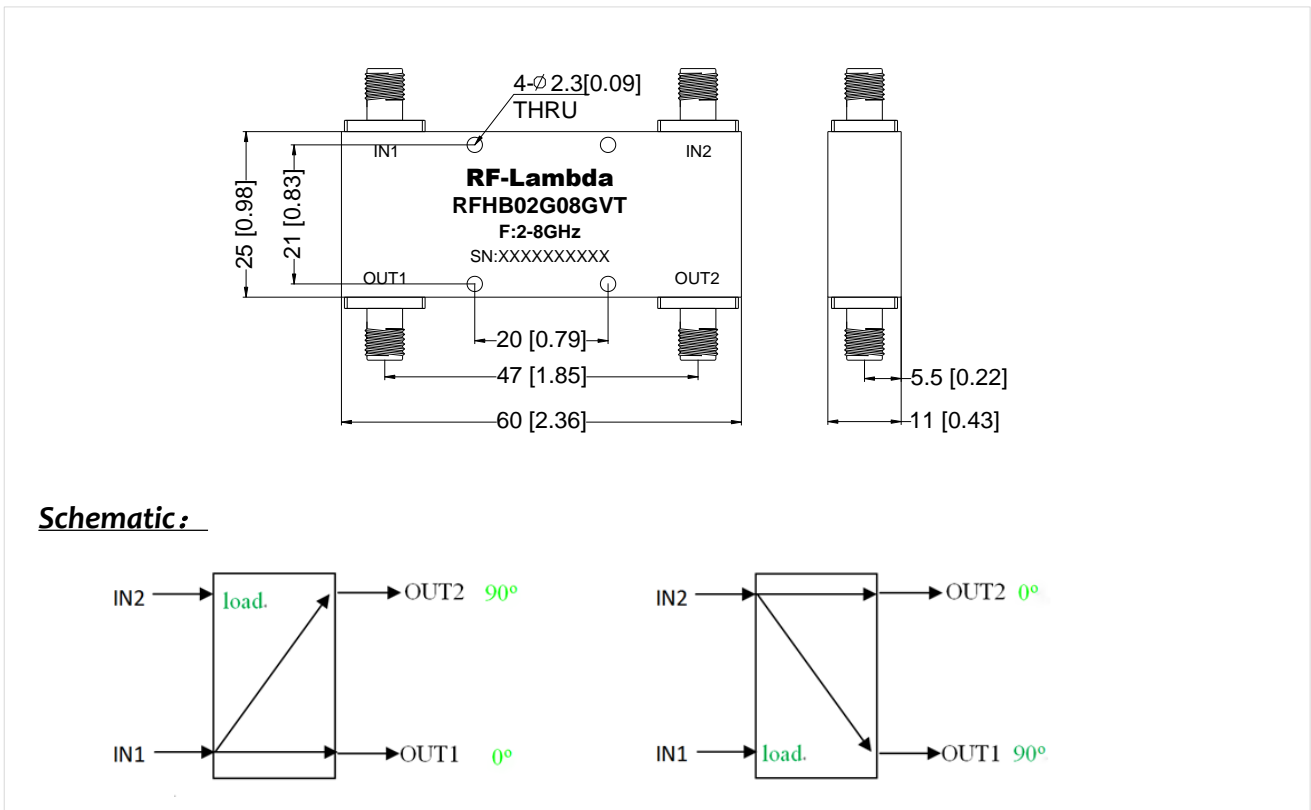 4-Ø 2.3[0.09]
THRU
IN1
IN2
RF-Lambda
RFHB02G08GVT
F:2-8GHz
SN:XXXXXXXXXX
OUT1
OUT2
25 [0.98]
21 [0.83]
20 [0.79]
47 [1.85]
60 [2.36]
5.5 [0.22]
11 [0.43]
Schematic：
IN2
load.
OUT2 90º
IN1
OUT1 0º
IN2
OUT2 0º
IN1
load.
OUT1 90º